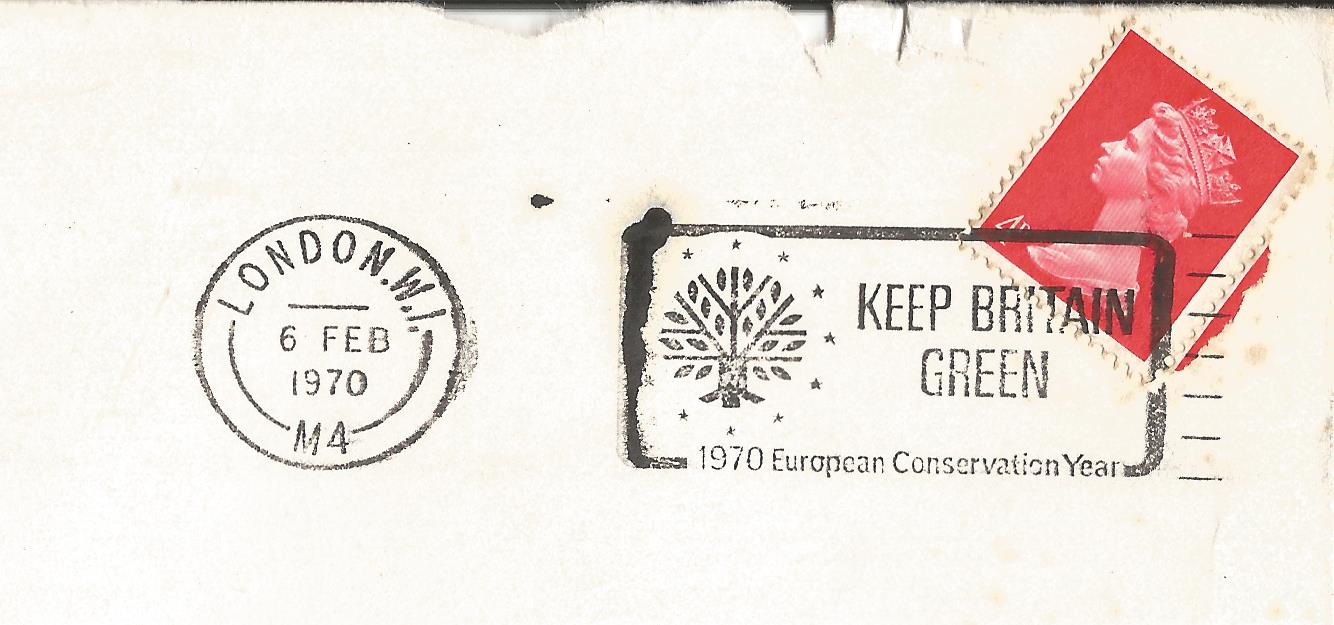 LONDON.W.1.
6 FEB
1970
M4
KEEP BRITAIN
GREEN
1970 European Conservation Year